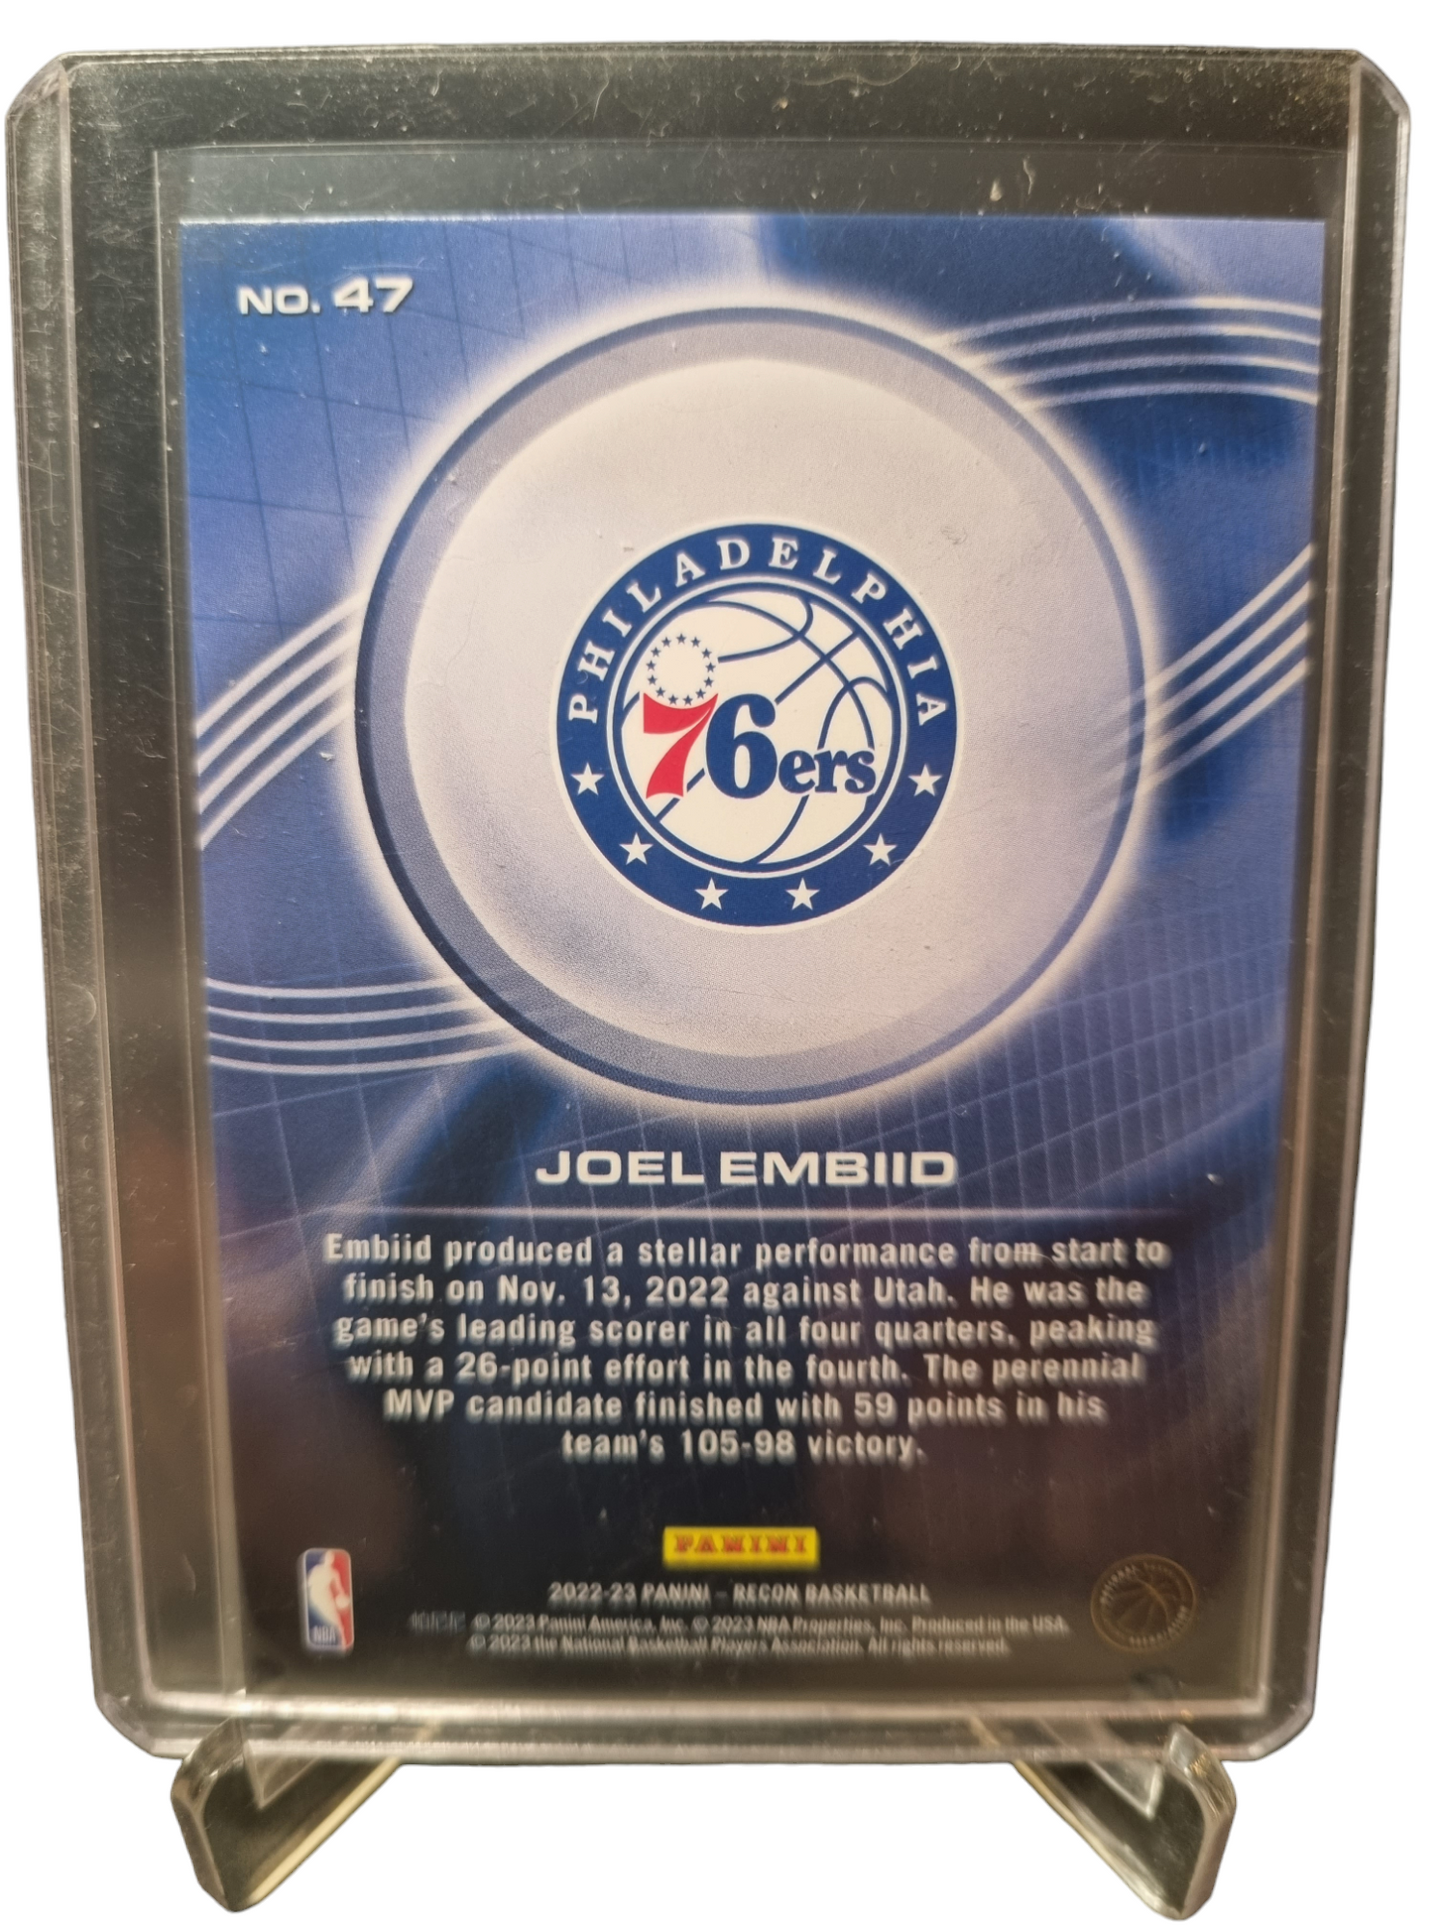 NO. 47
PHILADELPHIA
76ers
JOEL EMBIID
Embiid produced a stellar performance from start to
finish on Nov. 13, 2022 against Utah. He was the
game's leading scorer in all four quarters, peaking
with a 26-point effort in the fourth. The perennial
MVP candidate finished with 59 points in his
team's 105-98 victory.
PANINI
2022-23 PANINI – RECON BASKETBALL
© 2023 Panini America, Inc. © 2023 NBA Properties, Inc. Produced in the USA.
© 2023 the National Basketball Players Association. All rights reserved.
NBA